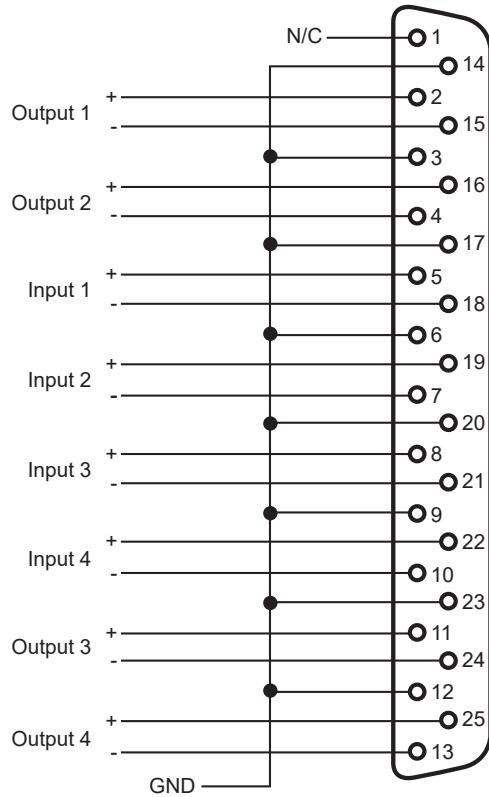 N/C 1
14
+ 2
Output 1
- 15
3
+ 16
Output 2
- 4
17
+ 5
Input 1
- 18
6
+ 19
Input 2
- 7
20
+ 8
Input 3
- 21
9
+ 22
Input 4
- 10
23
+ 11
Output 3
- 24
12
+ 25
Output 4
- 13
GND